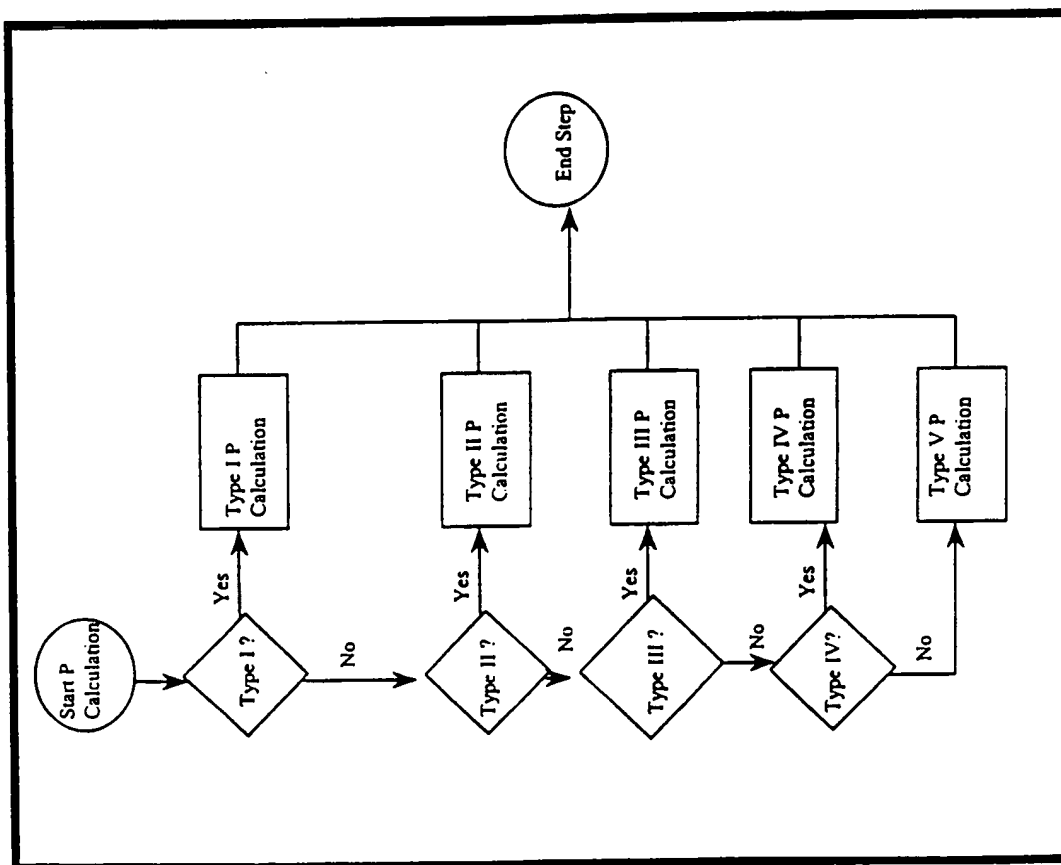 Start P
Calculation
Type I ?
Yes
Type I P
Calculation
No
Type II ?
Yes
Type II P
Calculation
No
Type III ?
Yes
Type III P
Calculation
No
Type IV?
Yes
Type IV P
Calculation
No
Type V P
Calculation
End Step